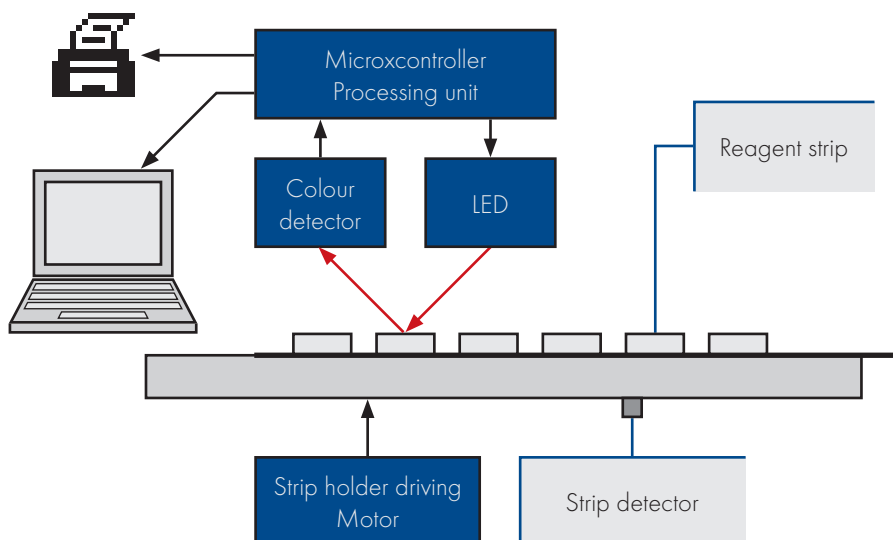 Microxcontroller
Processing unit
Colour
detector
LED
Reagent strip
Strip holder driving
Motor
Strip detector